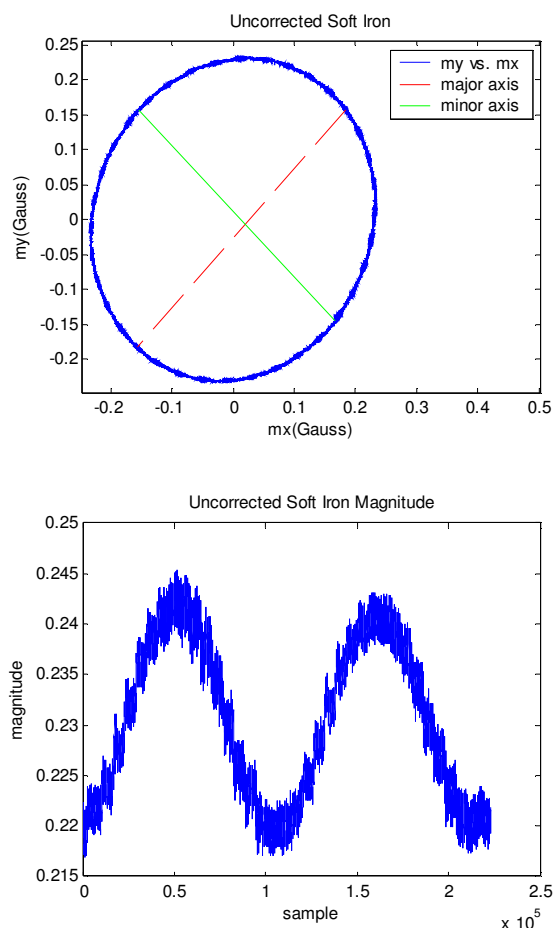 Uncorrected Soft Iron
0.25
0.2
0.15
0.1
0.05
0
-0.05
-0.1
-0.15
-0.2
my(Gauss)
my vs. mx
major axis
minor axis
-0.2 -0.1 0 0.1 0.2 0.3 0.4 0.5
mx(Gauss)
Uncorrected Soft Iron Magnitude
0.25
0.245
0.24
0.235
0.23
0.225
0.22
0.215
magnitude
0 0.5 1 1.5 2 2.5
sample
x 10⁵